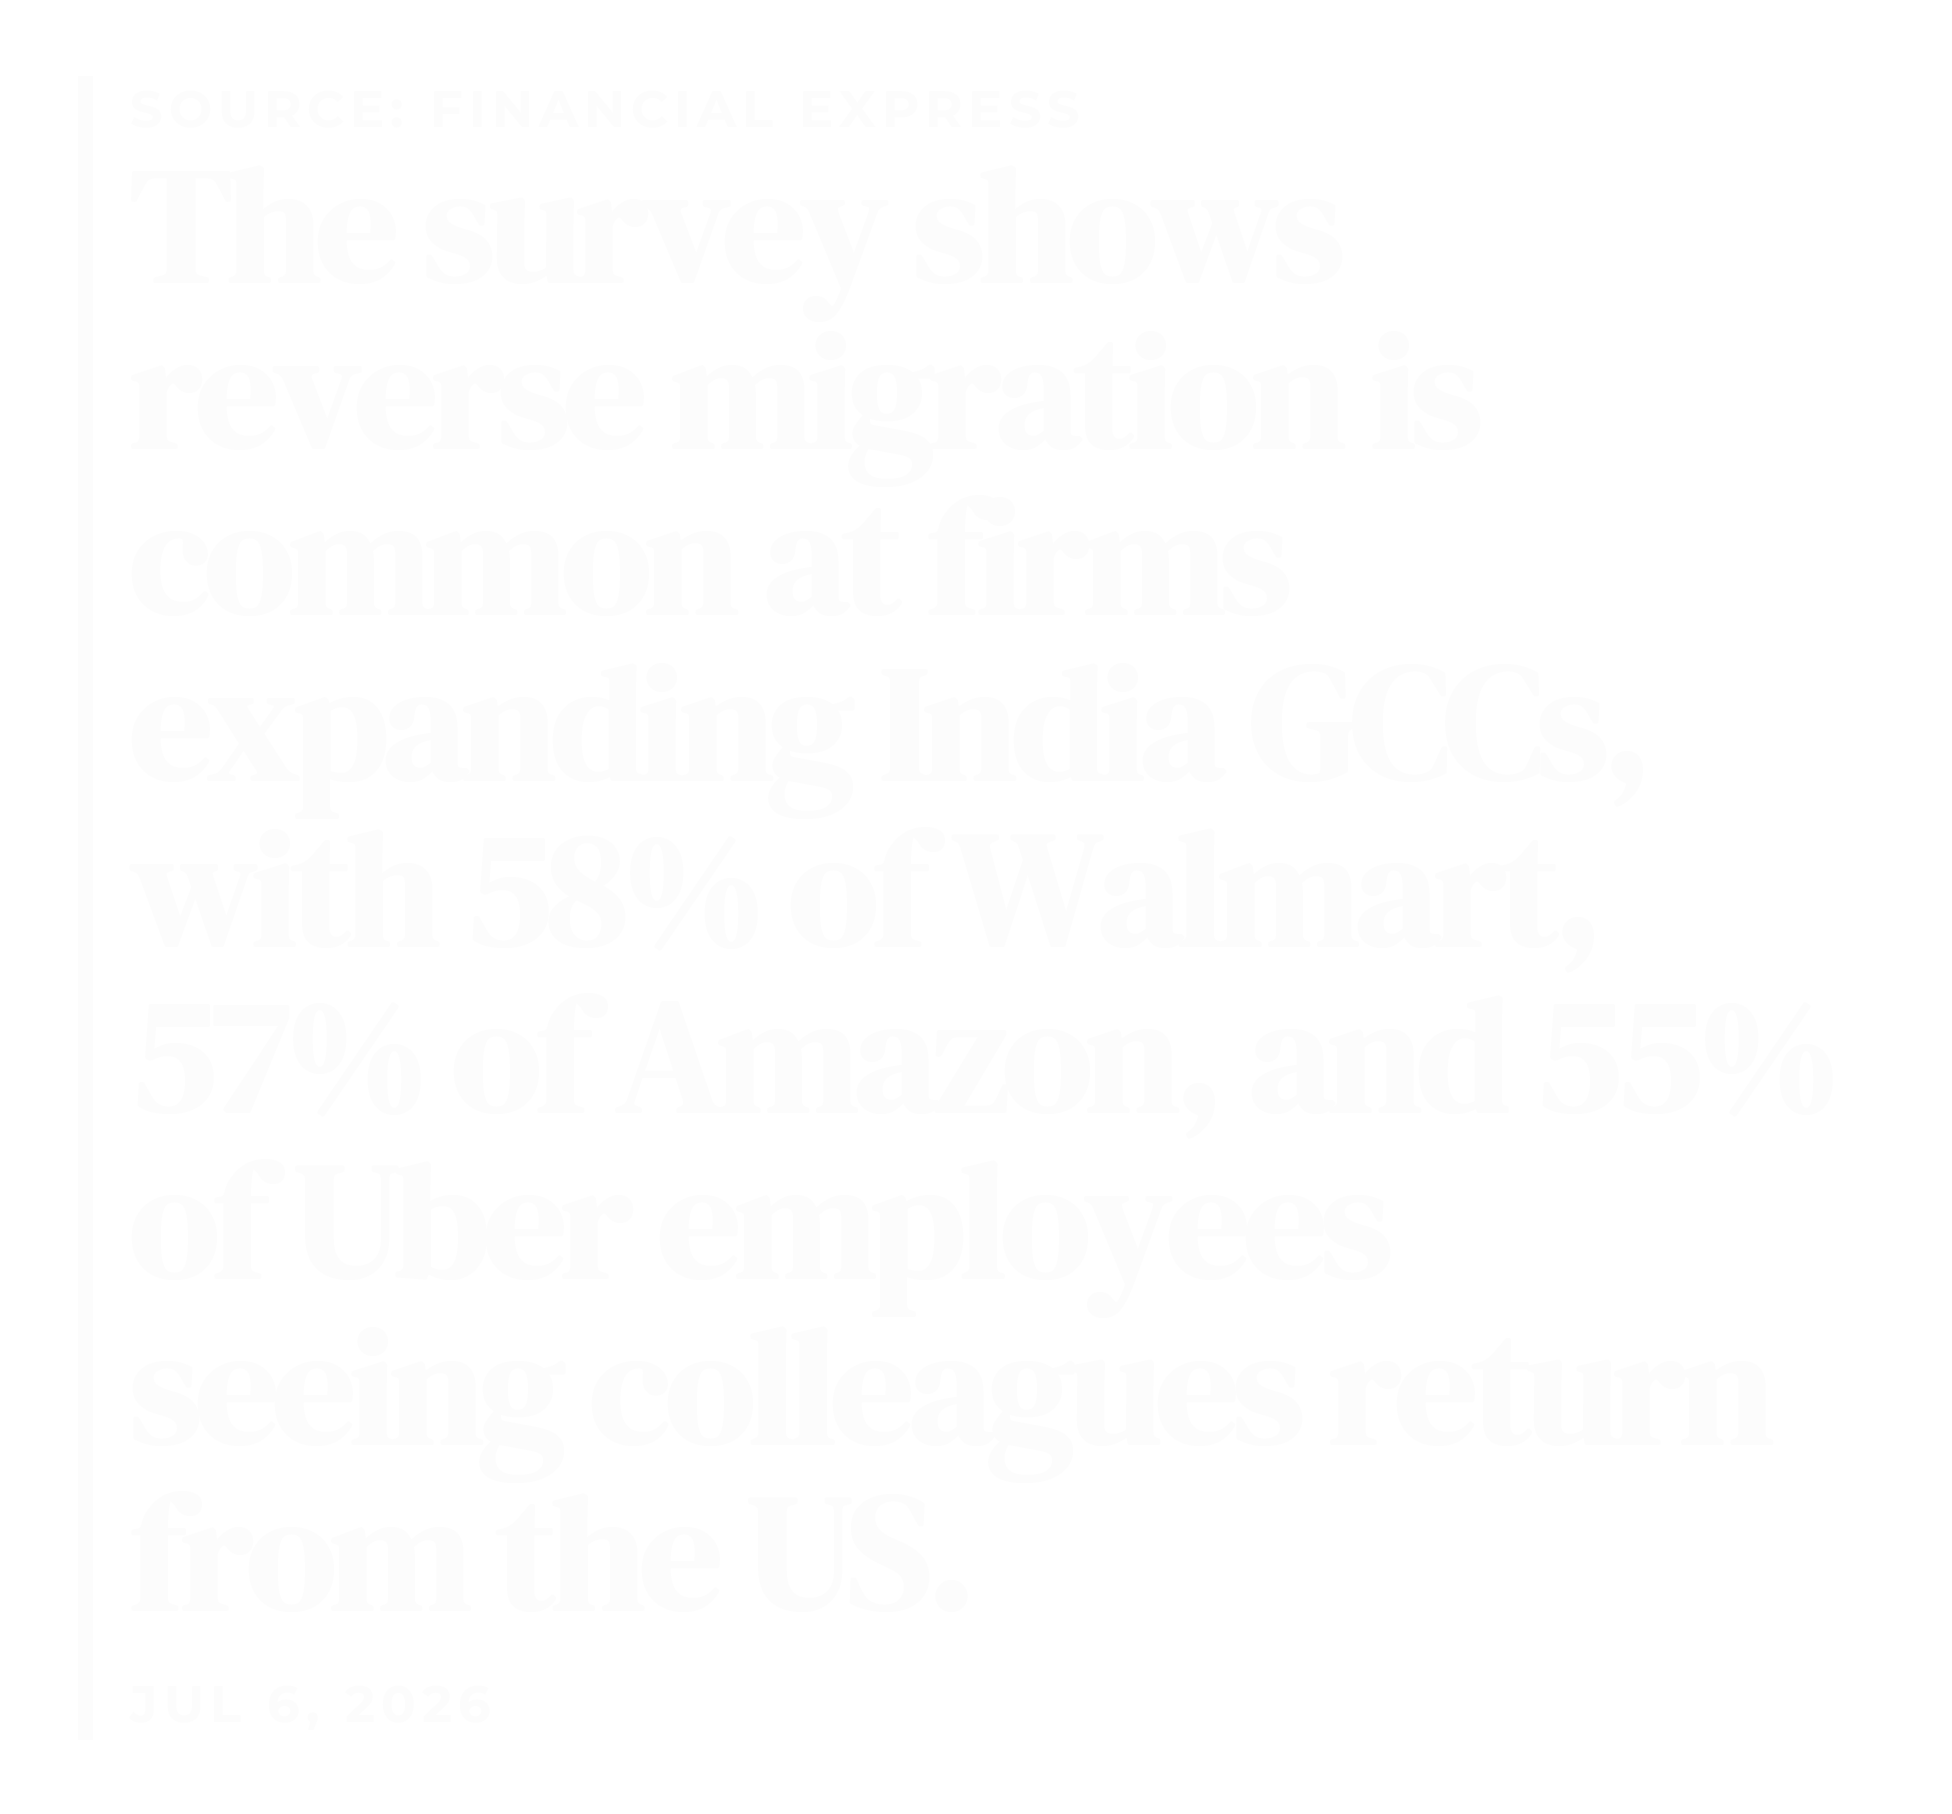 SOURCE: FINANCIAL EXPRESS
The survey shows
reverse migration is
common at firms
expanding India GCCs,
with 58% of Walmart,
57% of Amazon, and 55%
of Uber employees
seeing colleagues return
from the US.
JUL 6, 2026